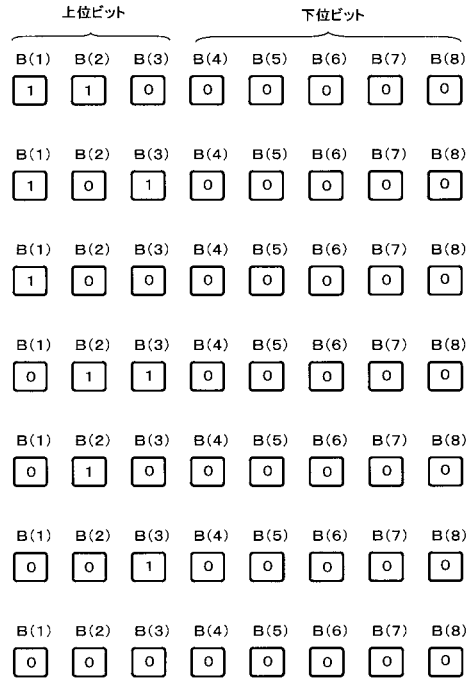 上位ビット 下位ビット
B(1) B(2) B(3) B(4) B(5) B(6) B(7) B(8)
1 1 0 0 0 0 0 0
B(1) B(2) B(3) B(4) B(5) B(6) B(7) B(8)
1 0 1 0 0 0 0 0
B(1) B(2) B(3) B(4) B(5) B(6) B(7) B(8)
1 0 0 0 0 0 0 0
B(1) B(2) B(3) B(4) B(5) B(6) B(7) B(8)
0 1 1 0 0 0 0 0
B(1) B(2) B(3) B(4) B(5) B(6) B(7) B(8)
0 1 0 0 0 0 0 0
B(1) B(2) B(3) B(4) B(5) B(6) B(7) B(8)
0 0 1 0 0 0 0 0
B(1) B(2) B(3) B(4) B(5) B(6) B(7) B(8)
0 0 0 0 0 0 0 0